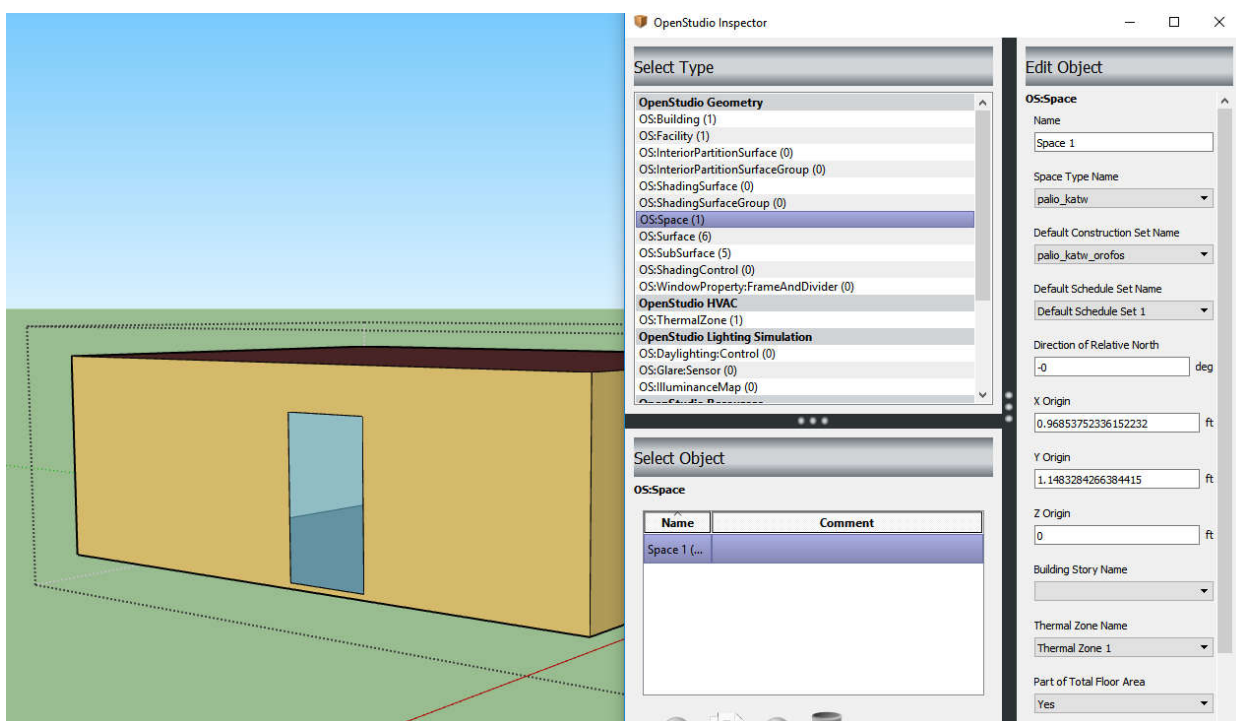 OpenStudio Inspector
Select Type
OpenStudio Geometry
OS:Building (1)
OS:Facility (1)
OS:InteriorPartitionSurface (0)
OS:InteriorPartitionSurfaceGroup (0)
OS:ShadingSurface (0)
OS:ShadingSurfaceGroup (0)
OS:Space (1)
OS:Surface (6)
OS:SubSurface (5)
OS:ShadingControl (0)
OS:WindowProperty:FrameAndDivider (0)
OpenStudio HVAC
OS:ThermalZone (1)
OpenStudio Lighting Simulation
OS:Daylighting:Control (0)
OS:Glare:Sensor (0)
OS:IlluminanceMap (0)
OpenStudio Resources
Select Object
OS:Space
Name Comment
Space 1 (...
Edit Object
OS:Space
Name
Space 1
Space Type Name
palio_katw
Default Construction Set Name
palio_katw_orofos
Default Schedule Set Name
Default Schedule Set 1
Direction of Relative North
-0 deg
X Origin
0.96853752336152232 ft
Y Origin
1.1483284266384415 ft
Z Origin
0 ft
Building Story Name
Thermal Zone Name
Thermal Zone 1
Part of Total Floor Area
Yes